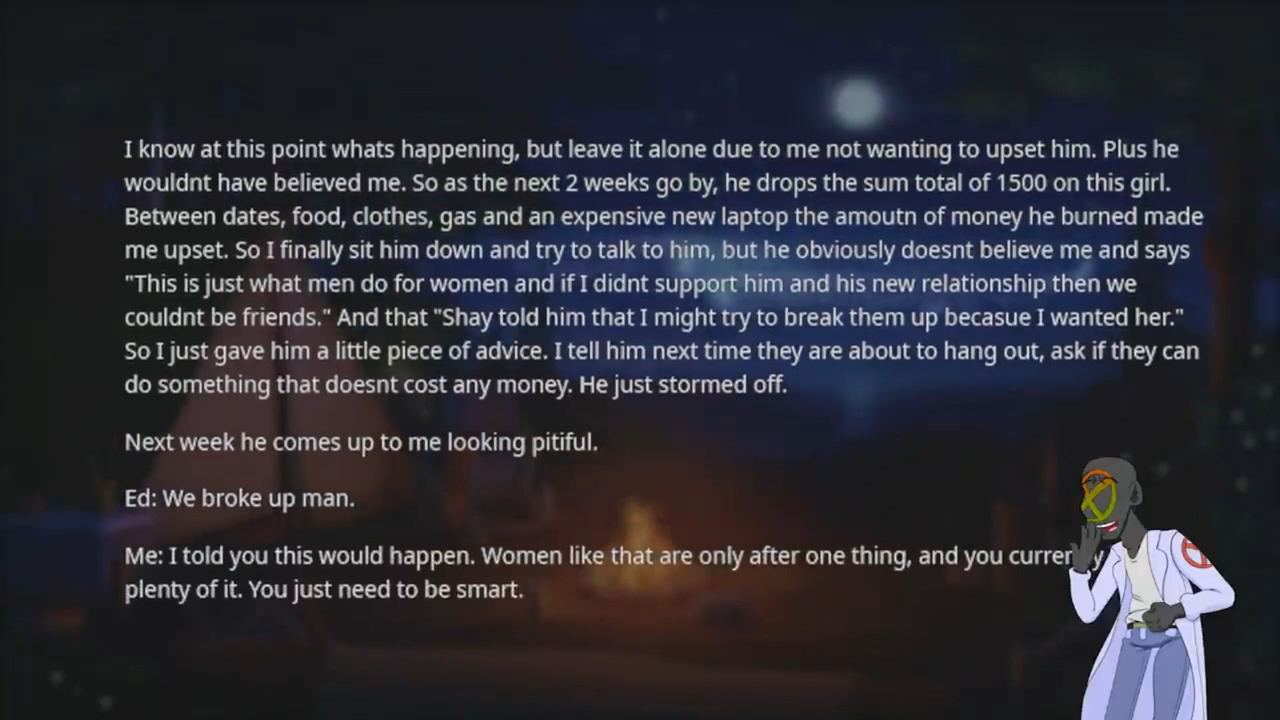 I know at this point whats happening, but leave it alone due to me not wanting to upset him. Plus he
wouldnt have believed me. So as the next 2 weeks go by, he drops the sum total of 1500 on this girl.
Between dates, food, clothes, gas and an expensive new laptop the amoutn of money he burned made
me upset. So I finally sit him down and try to talk to him, but he obviously doesnt believe me and says
"This is just what men do for women and if I didnt support him and his new relationship then we
couldnt be friends." And that "Shay told him that I might try to break them up becasue I wanted her."
So I just gave him a little piece of advice. I tell him next time they are about to hang out, ask if they can
do something that doesnt cost any money. He just stormed off.
Next week he comes up to me looking pitiful.
Ed: We broke up man.
Me: I told you this would happen. Women like that are only after one thing, and you
plenty of it. You just need to be smart.